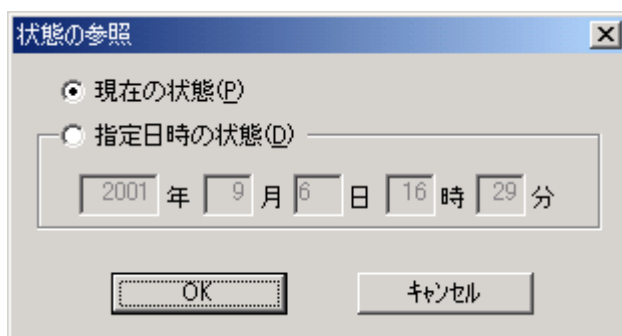 状態の参照
現在の状態(P)
指定日時の状態(D)
2001 年 9 月 6 日 16 時 29 分
OK キャンセル